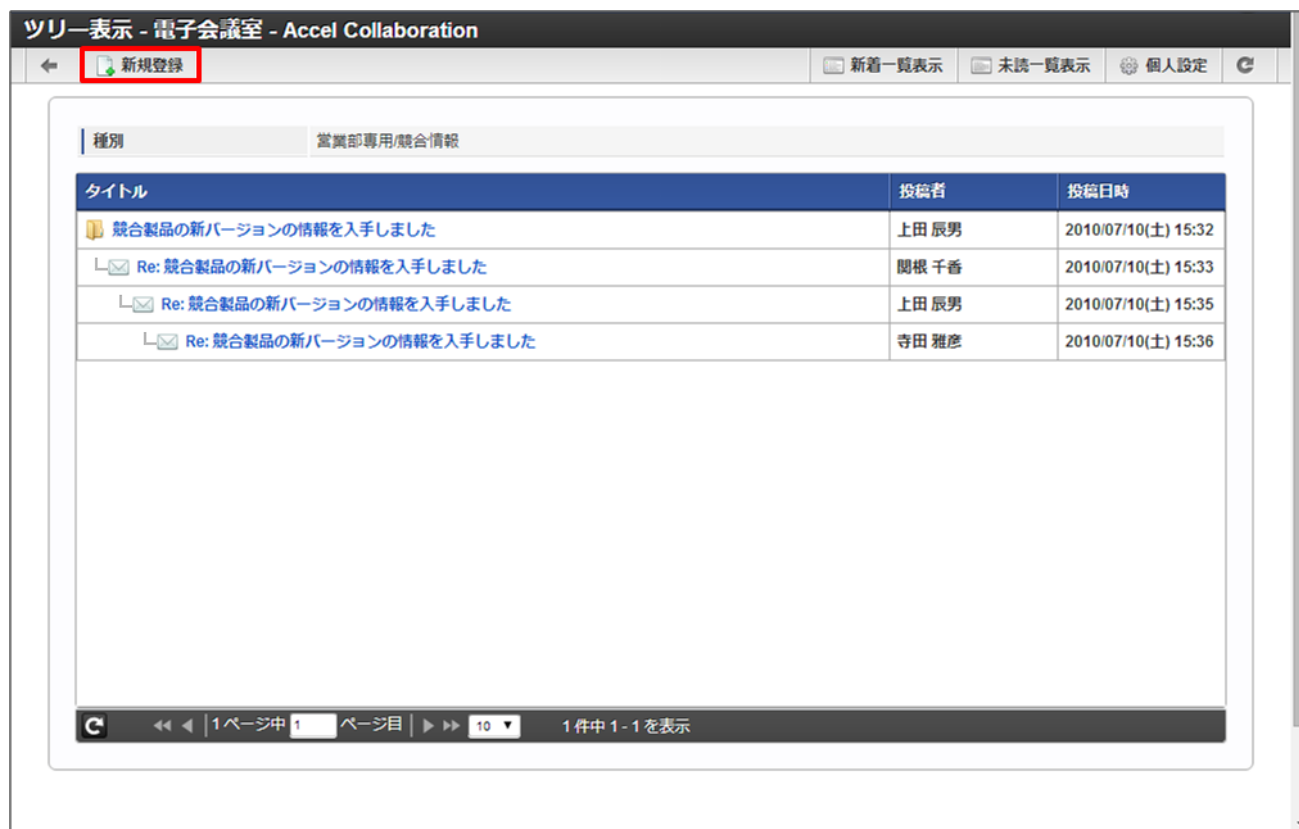 ツリー表示 - 電子会議室 - Accel Collaboration
新規登録 新着一覧表示 未読一覧表示 個人設定
種別 営業部専用/競合情報
タイトル 投稿者 投稿日時
競合製品の新バージョンの情報を入手しました 上田 辰男 2010/07/10(土) 15:32
Re: 競合製品の新バージョンの情報を入手しました 関根 千香 2010/07/10(土) 15:33
Re: 競合製品の新バージョンの情報を入手しました 上田 辰男 2010/07/10(土) 15:35
Re: 競合製品の新バージョンの情報を入手しました 寺田 雅彦 2010/07/10(土) 15:36
1 ページ中 1 ページ目 10 1 件中 1 - 1 を表示